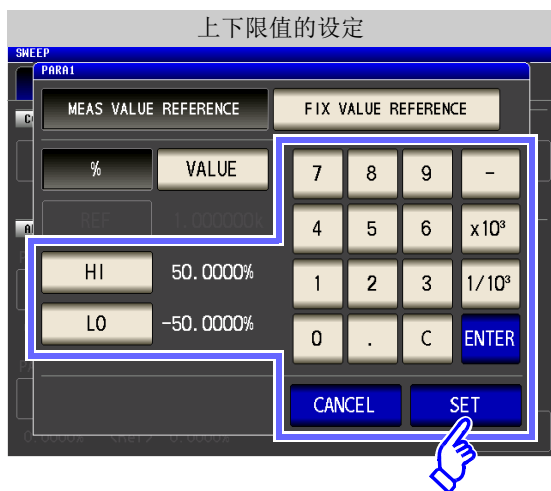 上下限值的设定
SWEEP
PARA1
MEAS VALUE REFERENCE FIX VALUE REFERENCE
% VALUE 7 8 9 -
REF 1.000000k 4 5 6 x10³
HI 50.0000% 1 2 3 1/10³
LO -50.0000% 0 . C ENTER
CANCEL SET